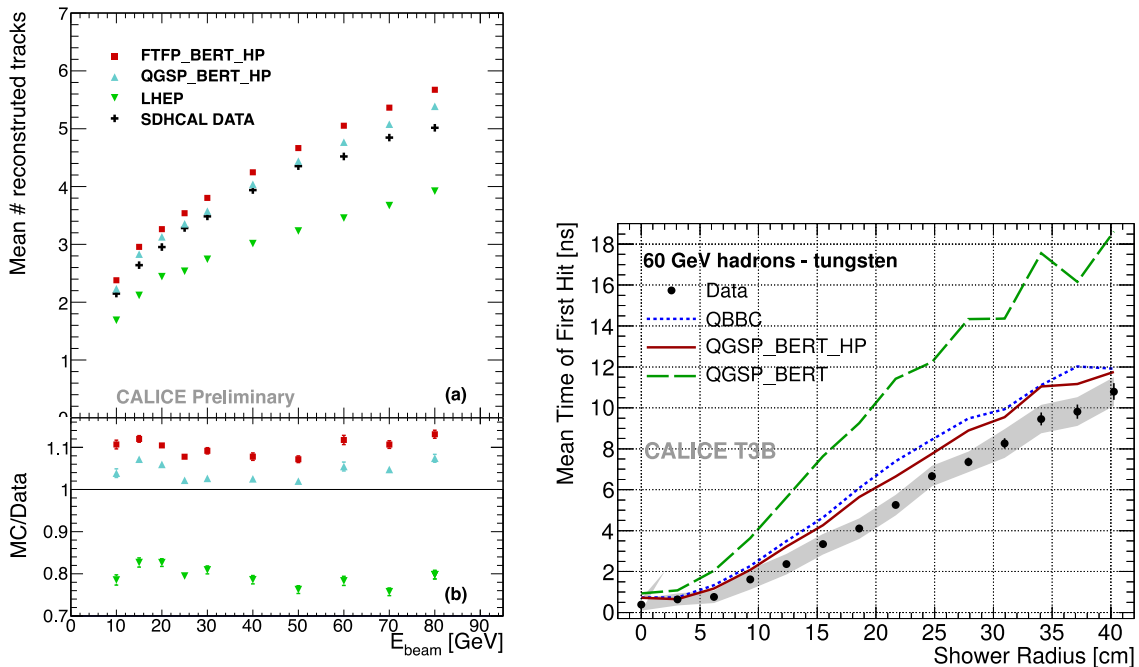 7
6
5
4
3
2
1
0
Mean # reconstructed tracks
FTFP_BERT_HP
QGSP_BERT_HP
LHEP
SDHCAL DATA
CALICE Preliminary
(a)
1.1
1
0.9
0.8
0.7
MC/Data
(b)
0 10 20 30 40 50 60 70 80 90
E_beam [GeV]
18
16
14
12
10
8
6
4
2
0
Mean Time of First Hit [ns]
60 GeV hadrons - tungsten
Data
QBBC
QGSP_BERT_HP
QGSP_BERT
CALICE T3B
0 5 10 15 20 25 30 35 40
Shower Radius [cm]